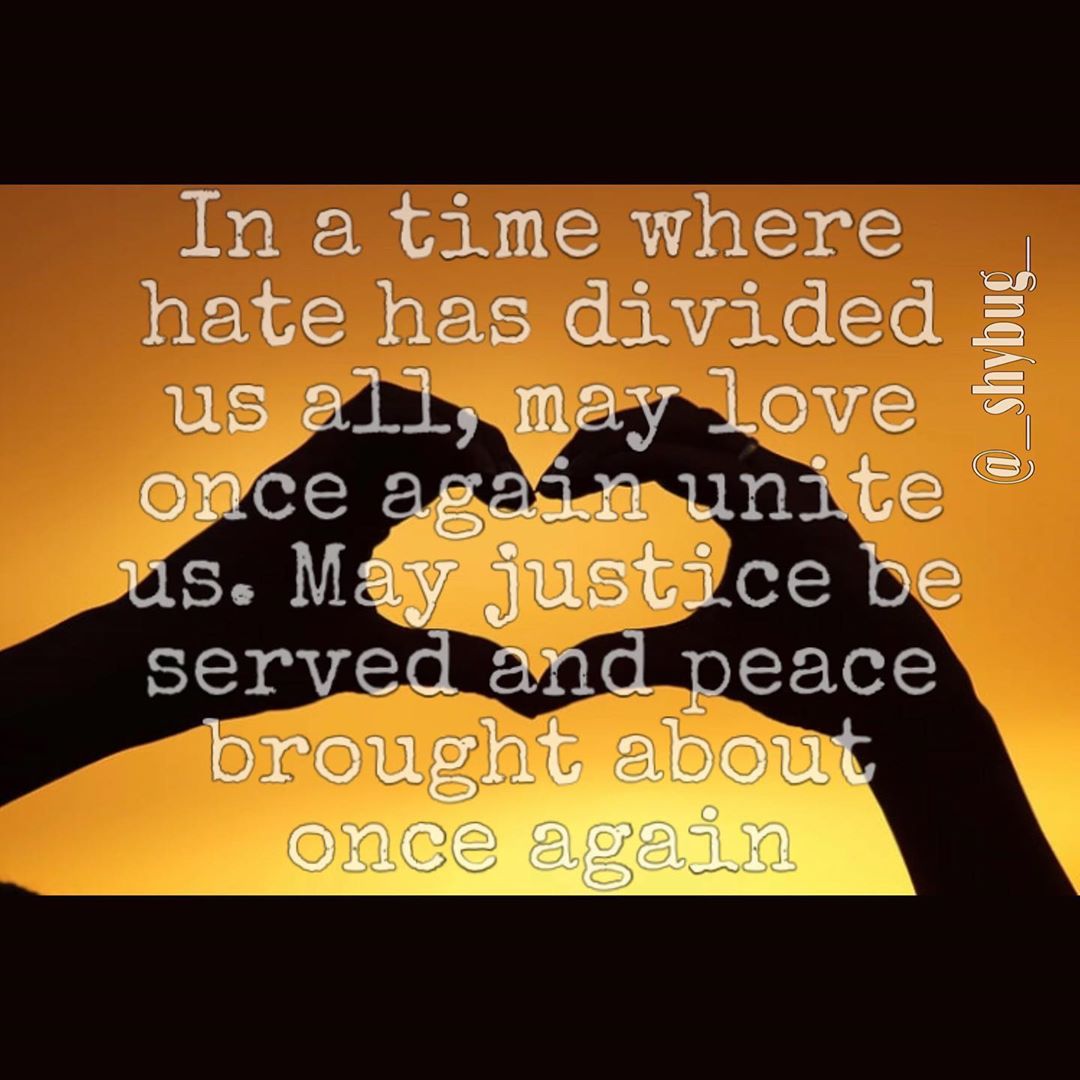 In a time where
hate has divided
us all, may love
once again unite
us. May justice be
served and peace
brought about
once again
@_shybug_